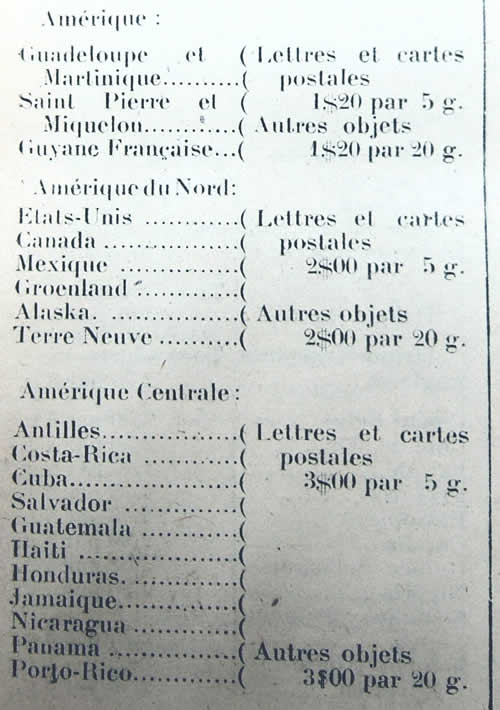 Amérique :
Guadeloupe et ( Lettres et cartes
Martinique..........( postales
Saint Pierre et ( 1$20 par 5 g.
Miquelon............( Autres objets
Guyane Française...( 1$20 par 20 g.
Amérique du Nord:
Etats-Unis ............( Lettres et cartes
Canada .................( postales
Mexique ...............( 2$00 par 5 g.
Groenland .............(
Alaska. ................( Autres objets
Terre Neuve ..........( 2$00 par 20 g.
Amérique Centrale :
Antilles..................( Lettres et cartes
Costa-Rica ............( postales
Cuba......................( 3$00 par 5 g.
Salvador ...............(
Guatemala .............(
Haiti .....................(
Honduras. ..............(
Jamaique................(
Nicaragua ..............(
Panama .................( Autres objets
Porto-Rico..............( 3$00 par 20 g.